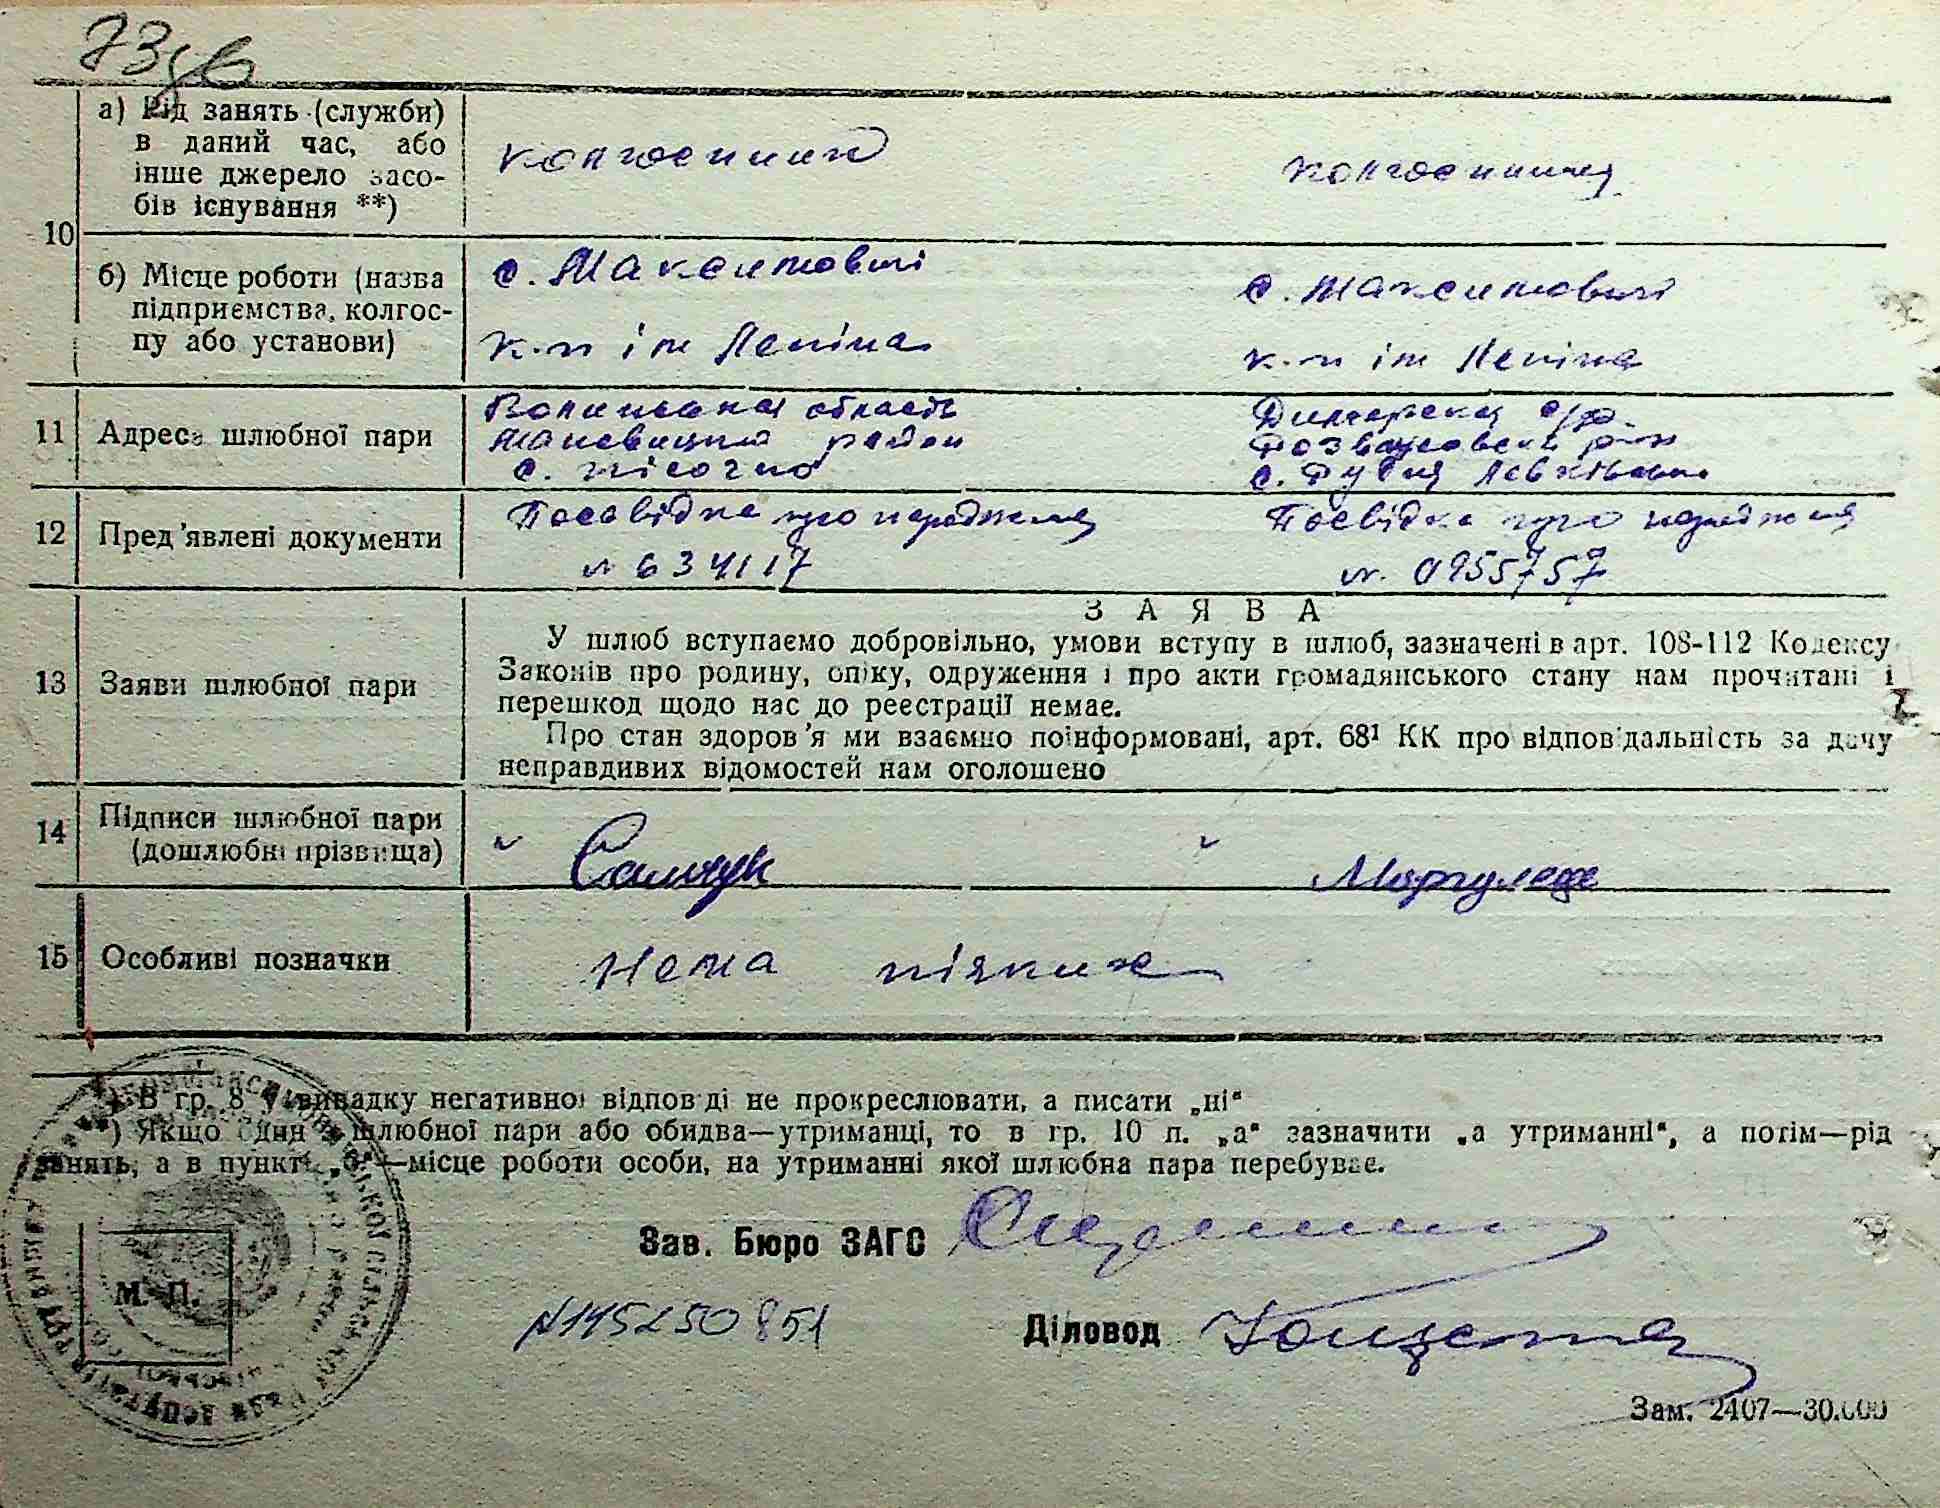 73зв
а) Рід занять (служби) в даний час, або інше джерело засобів існування **)
колгоспник
колгоспниця
10
б) Місце роботи (назва підприємства, колгоспу або установи)
с. Максимовичі
с. Максимовичі
к-п ім Леніна
к-п ім Леніна
11 Адреса шлюбної пари
Волинська область
Маневицький район
с.
с.
12 Пред'явлені документи
Посвідка про народження
Посвідка про народження
№ 634117
№ 0955757
13 Заяви шлюбної пари
ЗАЯВА
У шлюб вступаємо добровільно, умови вступу в шлюб, зазначені в арт. 108-112 Кодексу
Законів про родину, опіку, одруження і про акти громадянського стану нам прочитані і
перешкод щодо нас до реєстрації немає.
Про стан здоров'я ми взаємно поінформовані, арт. 68¹ КК про відповідальність за дачу
неправдивих відомостей нам оголошено
14 Підписи шлюбної пари (дошлюбні прізвища)
Самчук
15 Особливі позначки
Нема ніяких
*) В гр. 8 у випадку негативної відповіді не прокреслювати, а писати „ні“
**) Якщо один з шлюбної пари або обидва—утриманці, то в гр. 10 п. „а“ зазначити „а утриманні“, а потім—рід
занять, а в пункті „б“—місце роботи особи, на утриманні якої шлюбна пара перебуває.
Зав. Бюро ЗАГС
М. П.
Діловод
Зам. 2407—30.000